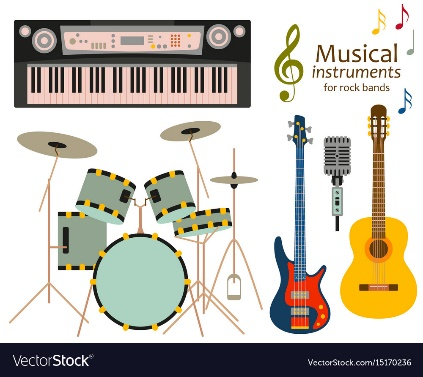 Musical
instruments
for rock bands
VectorStock®
VectorStock.com/15170236